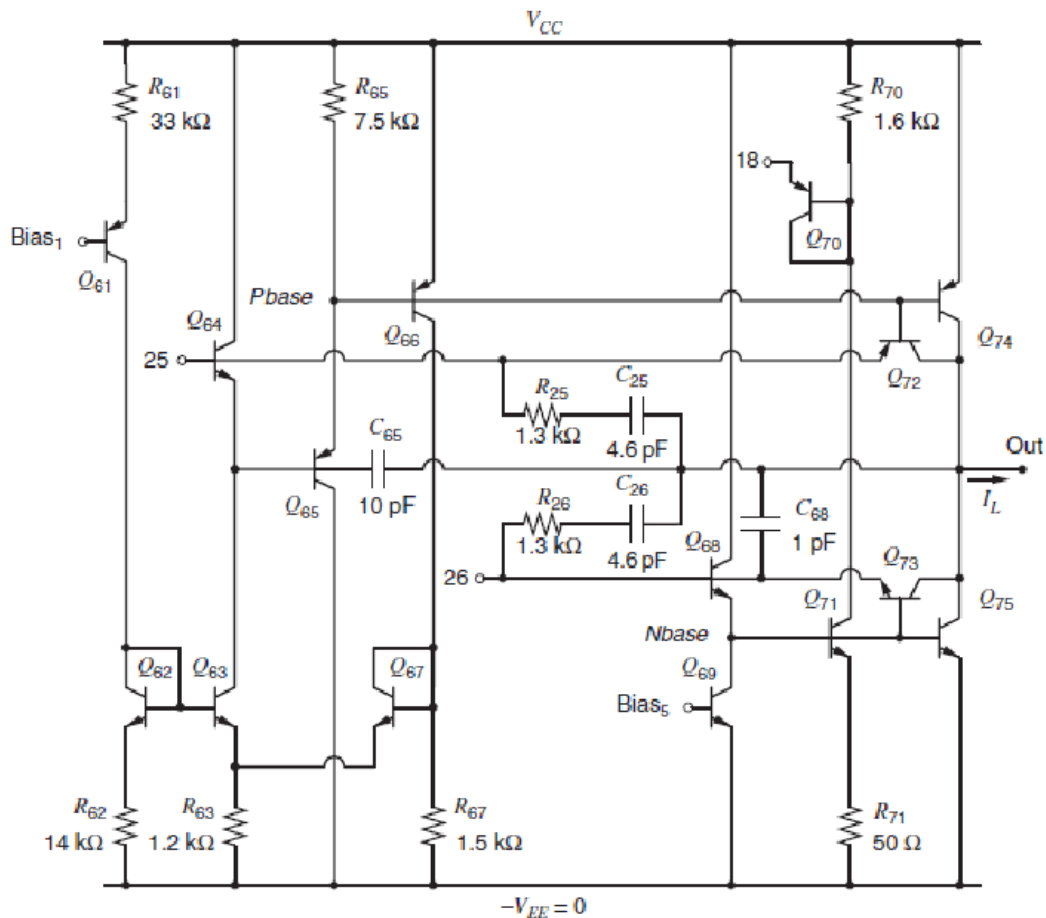 V_CC
R_61
33 kΩ
R_65
7.5 kΩ
R_70
1.6 kΩ
18
Bias_1
Q_61
Q_70
Pbase
Q_64
Q_66
Q_74
25
Q_72
R_25
1.3 kΩ
C_25
4.6 pF
C_65
10 pF
Out
I_L
Q_65
R_26
1.3 kΩ
C_26
4.6 pF
Q_68
C_68
1 pF
26
Q_73
Q_71
Q_75
Nbase
Q_62
Q_63
Q_67
Q_69
Bias_5
R_62
14 kΩ
R_63
1.2 kΩ
R_67
1.5 kΩ
R_71
50 Ω
–V_EE = 0